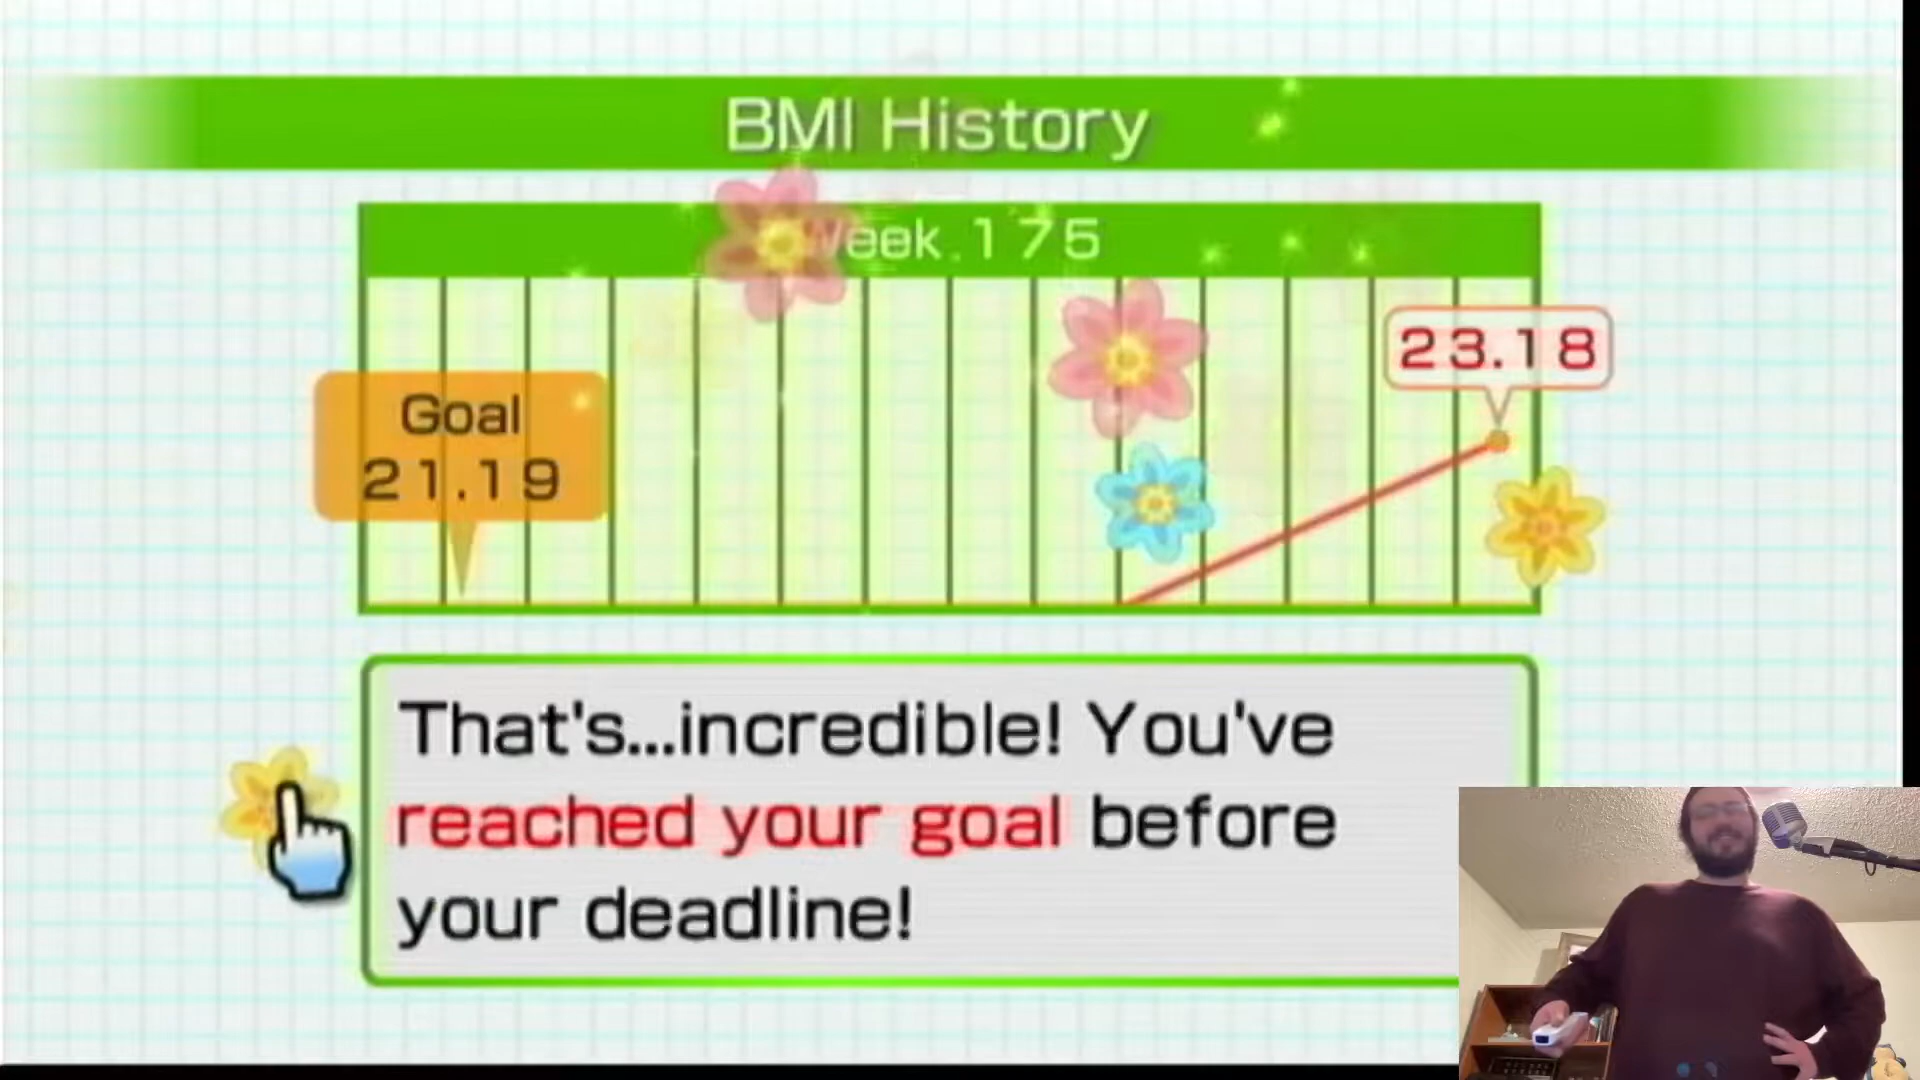 BMI History
Week.175
23.18
Goal
21.19
That's...incredible! You've
reached your goal before
your deadline!